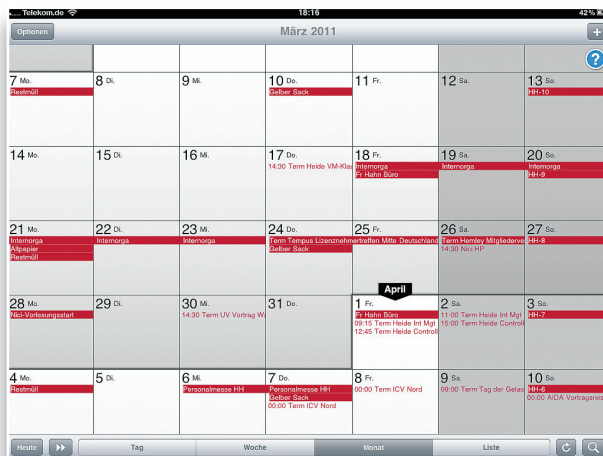 Telekom.de 18:16 42%
Optionen März 2011 +
?
7 Mo. 8 Di. 9 Mi. 10 Do. 11 Fr. 12 Sa. 13 So.
Restmüll Gelber Sack HH-10
14 Mo. 15 Di. 16 Mi. 17 Do. 18 Fr. 19 Sa. 20 So.
14:30 Term Heide VM-Kla Internorga Internorga Internorga
Fr Hahn Büro HH-9
21 Mo. 22 Di. 23 Mi. 24 Do. 25 Fr. 26 Sa. 27 So.
Internorga Internorga Internorga Term Tempus Lizenznehmertreffen Mitte Deutschland Term Hemley Mitgliederve HH-8
Altpapier Gelber Sack 14:30 Nici HP
Restmüll
April
28 Mo. 29 Di. 30 Mi. 31 Do. 1 Fr. 2 Sa. 3 So.
Nici-Vorlesungsstart 14:30 Term UV Vortrag Fr Hahn Büro 11:00 Term Heide Int Mgt HH-7
09:15 Term Heide Int Mgt 15:00 Term Heide Controll
12:45 Term Heide Controll
4 Mo. 5 Di. 6 Mi. 7 Do. 8 Fr. 9 Sa. 10 So.
Restmüll Personalmesse HH Personalmesse HH 00:00 Term ICV Nord 09:00 Term Tag der Gelas HH-6
Gelber Sack 00:00 AIDA Vortragsreis
00:00 Term ICV Nord
Heute Tag Woche Monat Liste